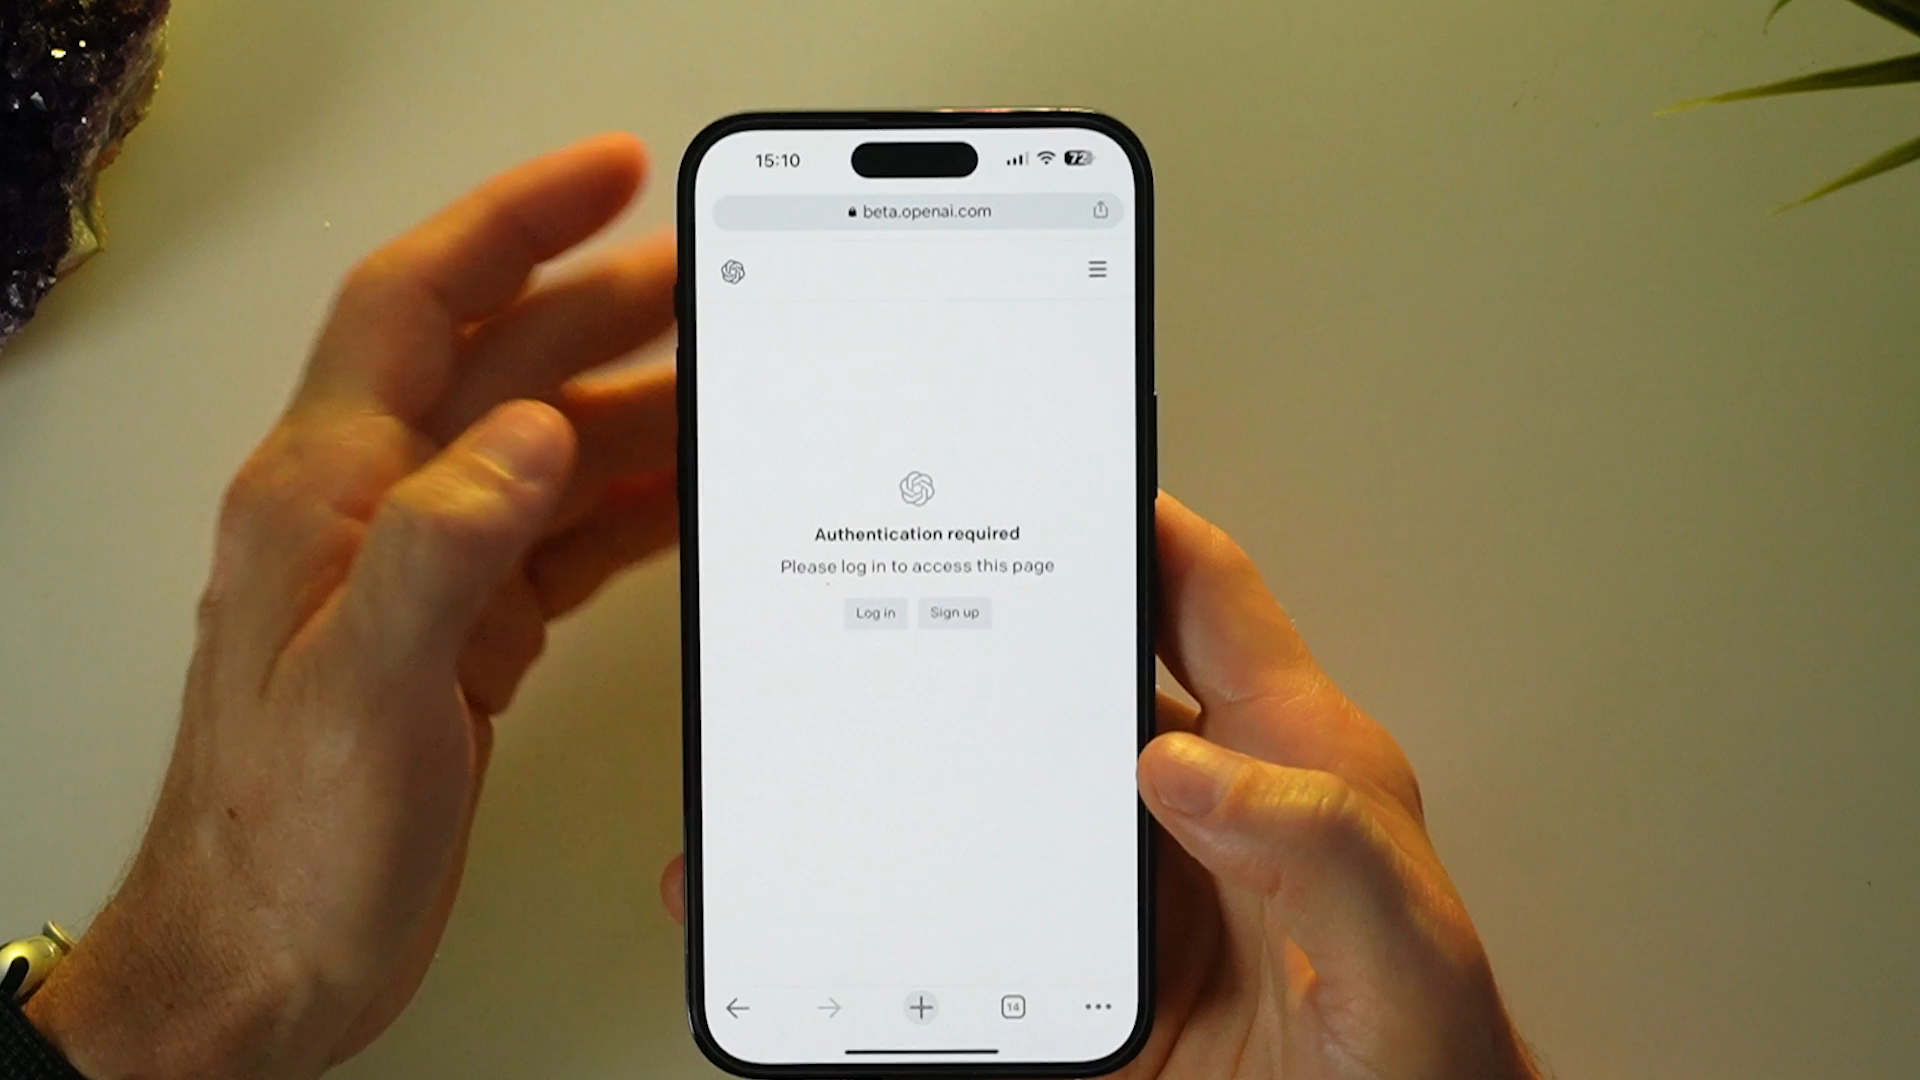 15:10
72
beta.openai.com
Authentication required
Please log in to access this page
Log in
Sign up
14